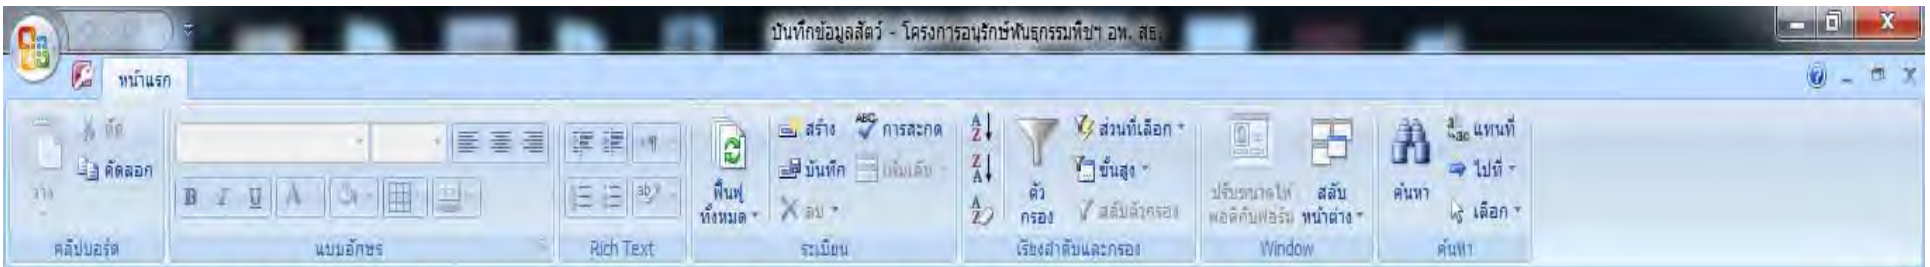 บันทึกข้อมูลสัตว์ - โครงการอนุรักษ์พันธุกรรมพืชฯ อพ. สธ.
หน้าแรก
วาง
ตัด
คัดลอก
คลิปบอร์ด
B I U A
แบบอักษร
ab
Rich Text
ฟื้นฟู
ทั้งหมด
สร้าง
บันทึก
ลบ
ABC
การสะกด
เพิ่มเติม
ระเบียน
A
Z
Z
A
A
Z
ตัว
กรอง
ส่วนที่เลือก
ขั้นสูง
สลับตัวกรอง
เรียงลำดับและกรอง
ปรับขนาดให้
พอดีกับฟอร์ม
สลับ
หน้าต่าง
Window
ค้นหา
a
ac
แทนที่
ไปที่
เลือก
ค้นหา